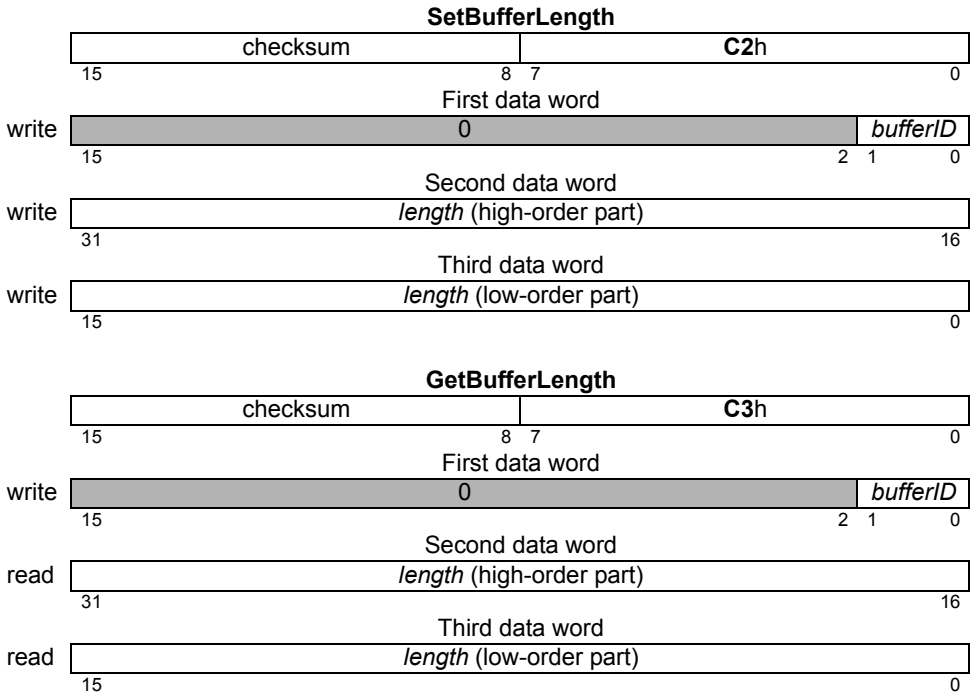 SetBufferLength
checksum C2h
15 8 7 0
First data word
write 0 bufferID
15 2 1 0
Second data word
write length (high-order part)
31 16
Third data word
write length (low-order part)
15 0
GetBufferLength
checksum C3h
15 8 7 0
First data word
write 0 bufferID
15 2 1 0
Second data word
read length (high-order part)
31 16
Third data word
read length (low-order part)
15 0